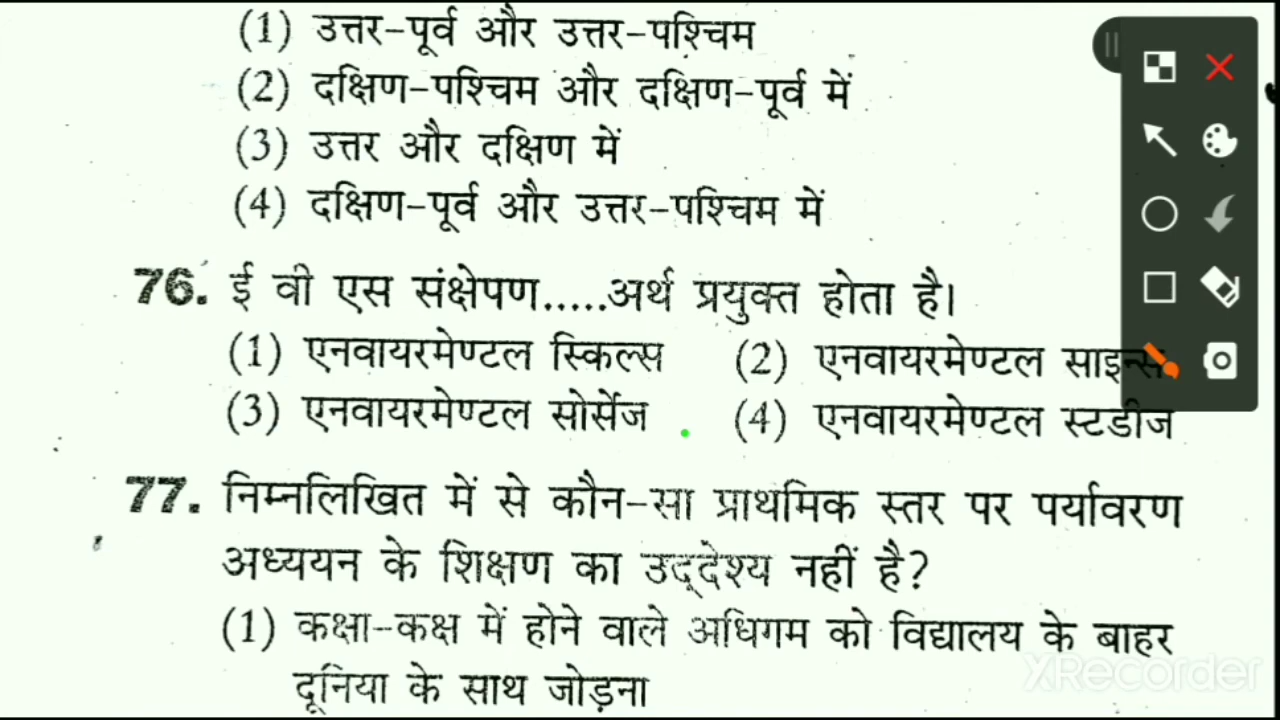 (1) उत्तर-पूर्व और उत्तर-पश्चिम
(2) दक्षिण-पश्चिम और दक्षिण-पूर्व में
(3) उत्तर और दक्षिण में
(4) दक्षिण-पूर्व और उत्तर-पश्चिम में
76. ई वी एस संक्षेपण.....अर्थ प्रयुक्त होता है।
(1) एनवायरमेण्टल स्किल्स (2) एनवायरमेण्टल साइन्स
(3) एनवायरमेण्टल सोर्सेज (4) एनवायरमेण्टल स्टडीज
77. निम्नलिखित में से कौन-सा प्राथमिक स्तर पर पर्यावरण
अध्ययन के शिक्षण का उद्देश्य नहीं है?
(1) कक्षा-कक्ष में होने वाले अधिगम को विद्यालय के बाहर
दूनिया के साथ जोड़ना
XRecorder